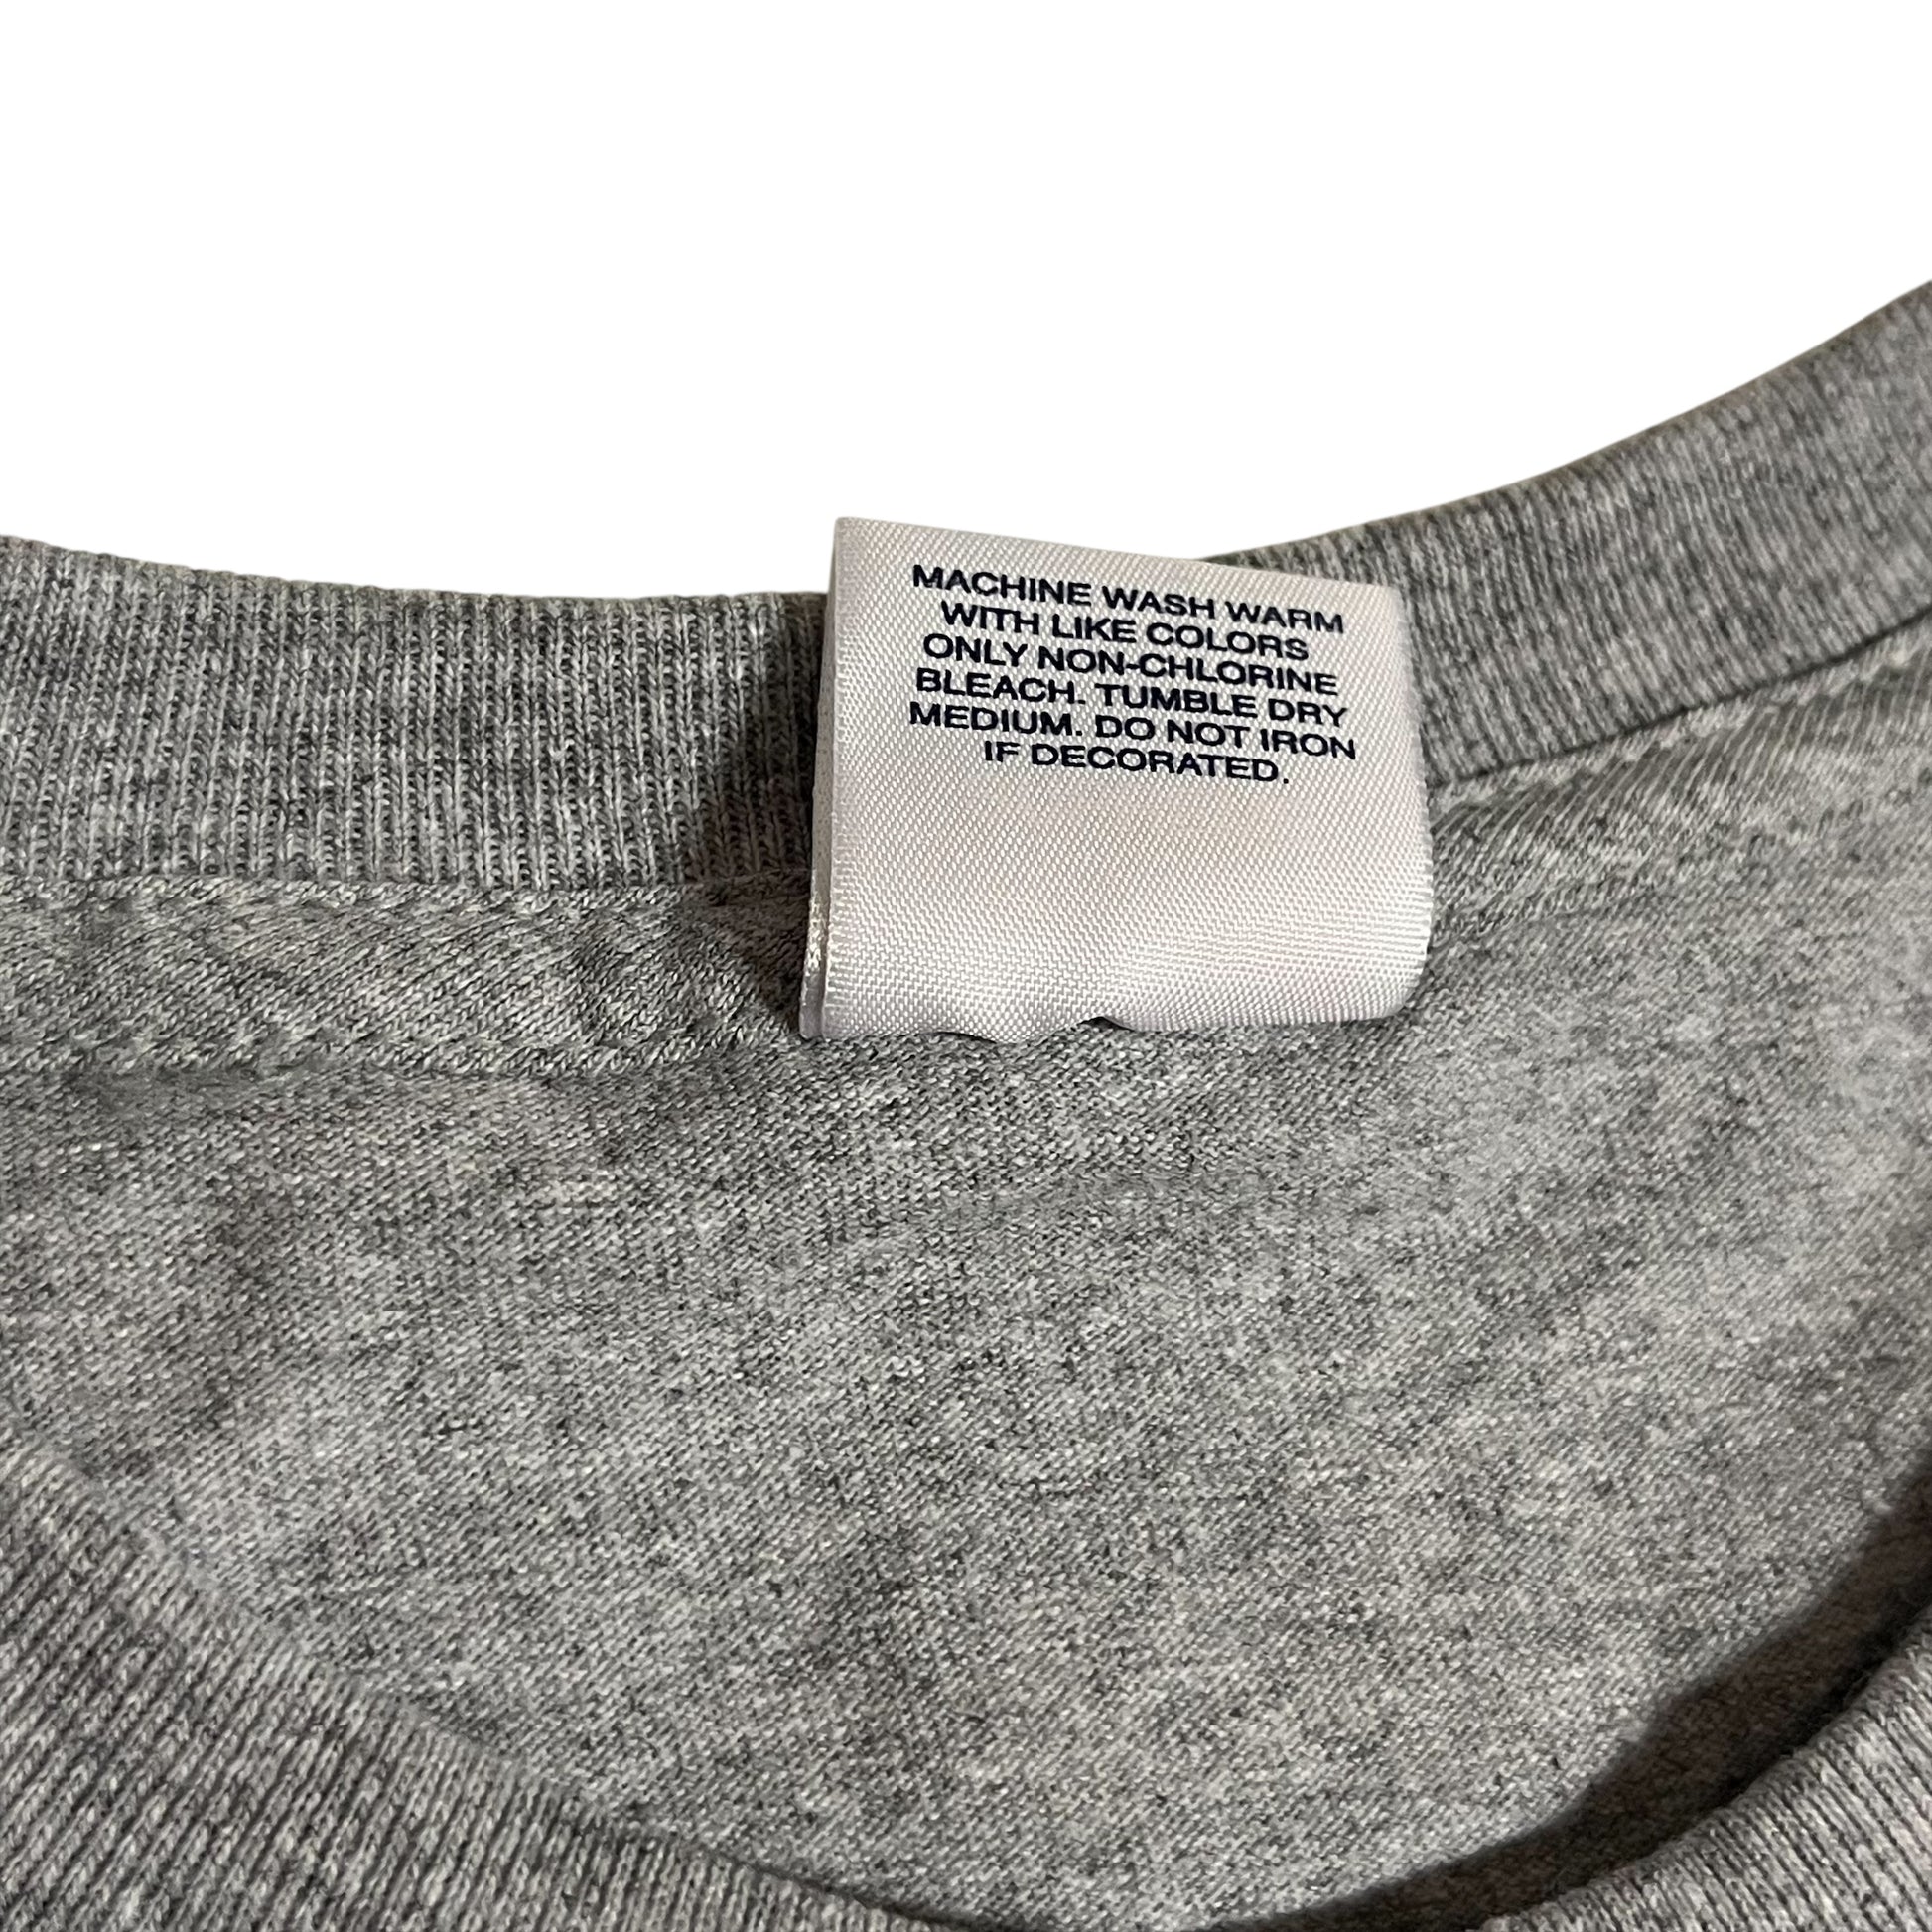 MACHINE WASH WARM
WITH LIKE COLORS
ONLY NON-CHLORINE
BLEACH. TUMBLE DRY
MEDIUM. DO NOT IRON
IF DECORATED.